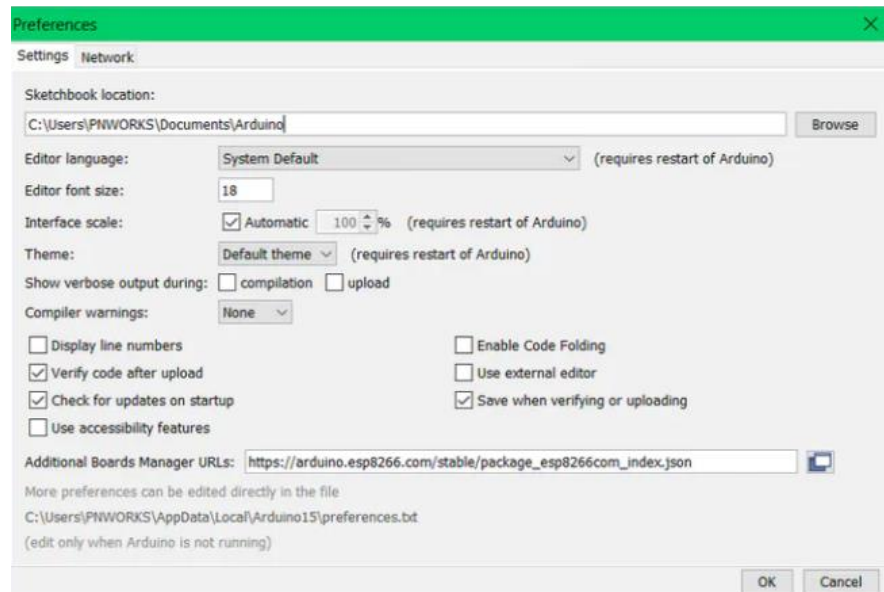 Preferences
Settings Network
Sketchbook location:
C:\Users\PNWORKS\Documents\Arduino
Browse
Editor language: System Default (requires restart of Arduino)
Editor font size: 18
Interface scale: Automatic 100 % (requires restart of Arduino)
Theme: Default theme (requires restart of Arduino)
Show verbose output during: compilation upload
Compiler warnings: None
Display line numbers Enable Code Folding
Verify code after upload Use external editor
Check for updates on startup Save when verifying or uploading
Use accessibility features
Additional Boards Manager URLs: https://arduino.esp8266.com/stable/package_esp8266com_index.json
More preferences can be edited directly in the file
C:\Users\PNWORKS\AppData\Local\Arduino15\preferences.txt
(edit only when Arduino is not running)
OK Cancel